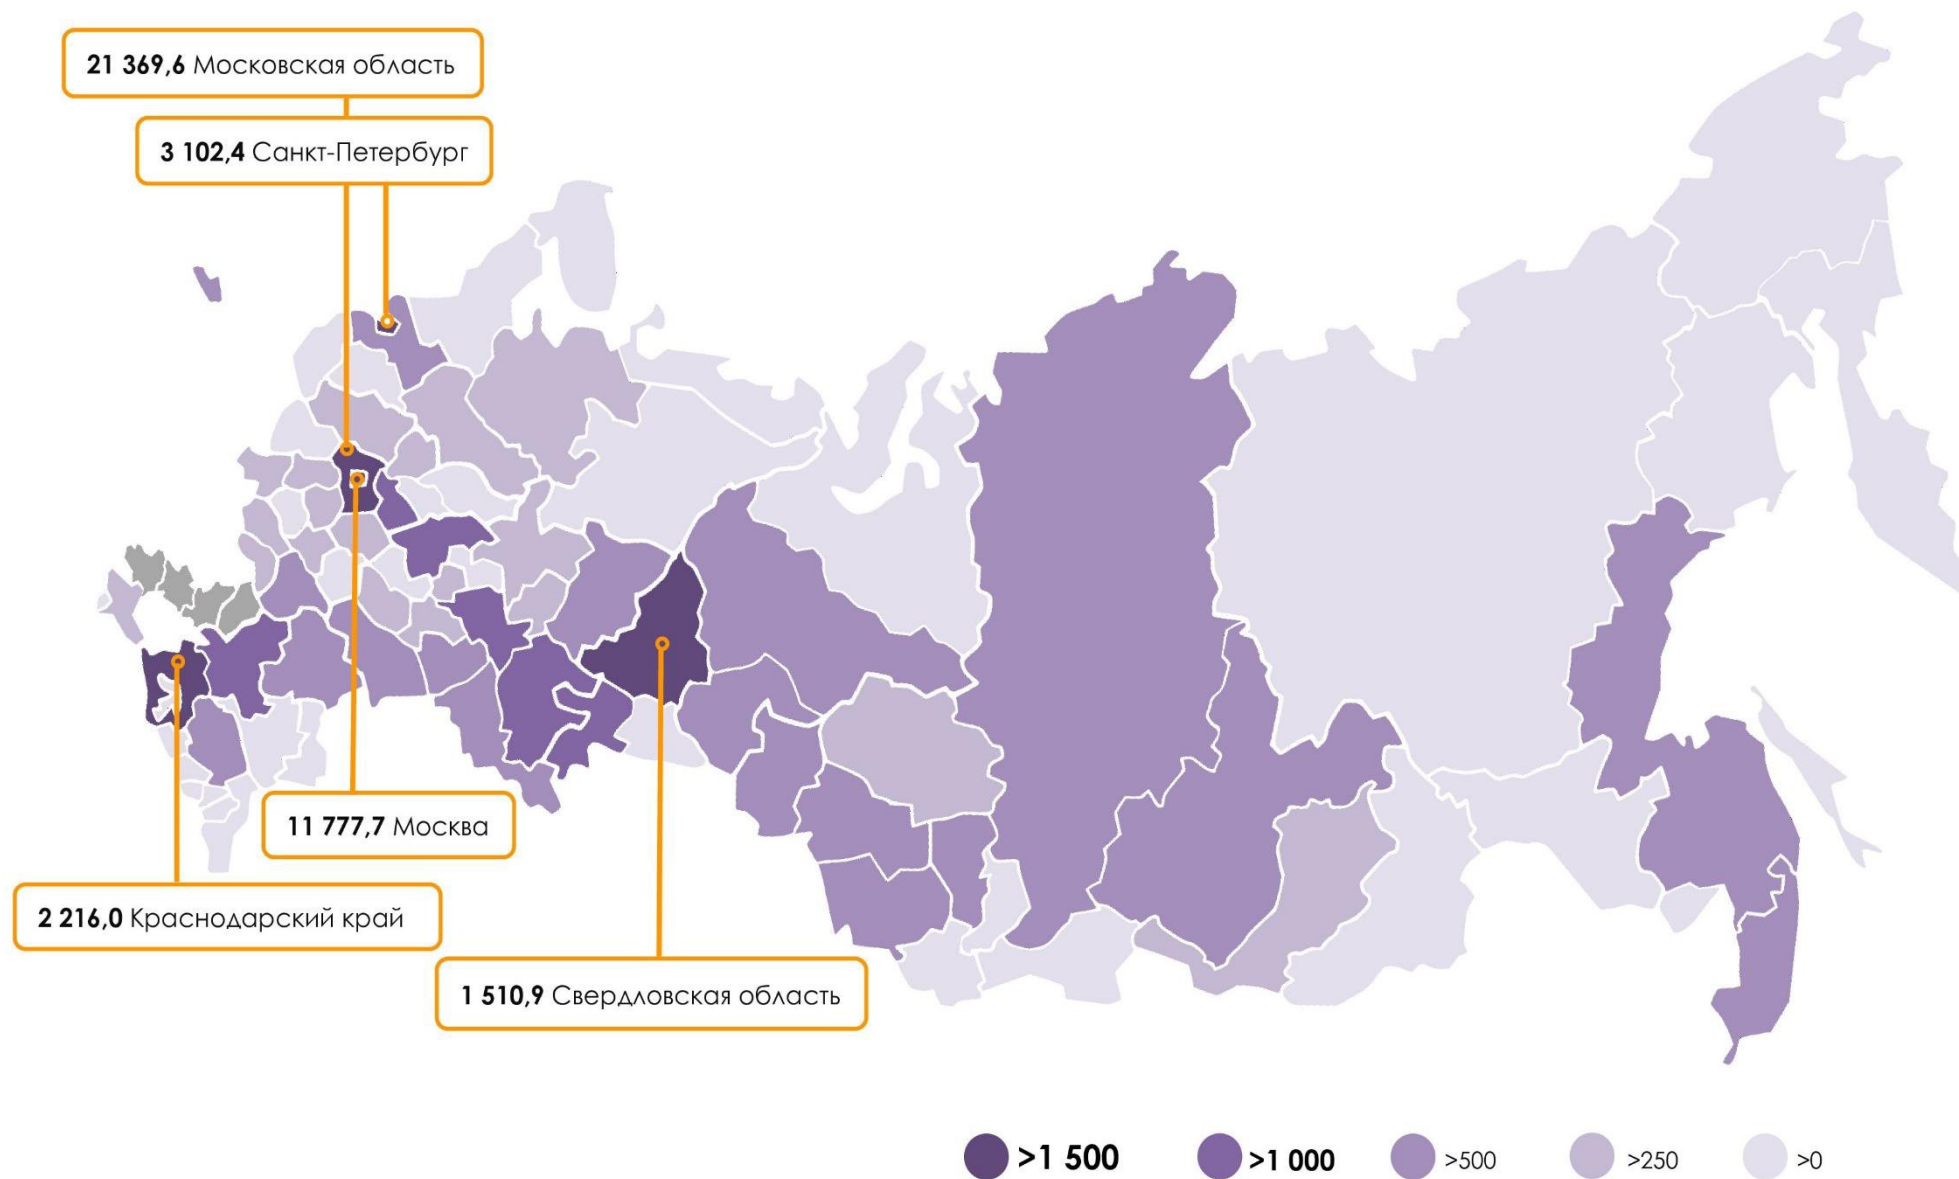 21 369,6 Московская область
3 102,4 Санкт-Петербург
11 777,7 Москва
2 216,0 Краснодарский край
1 510,9 Свердловская область
>1 500 >1 000 >500 >250 >0